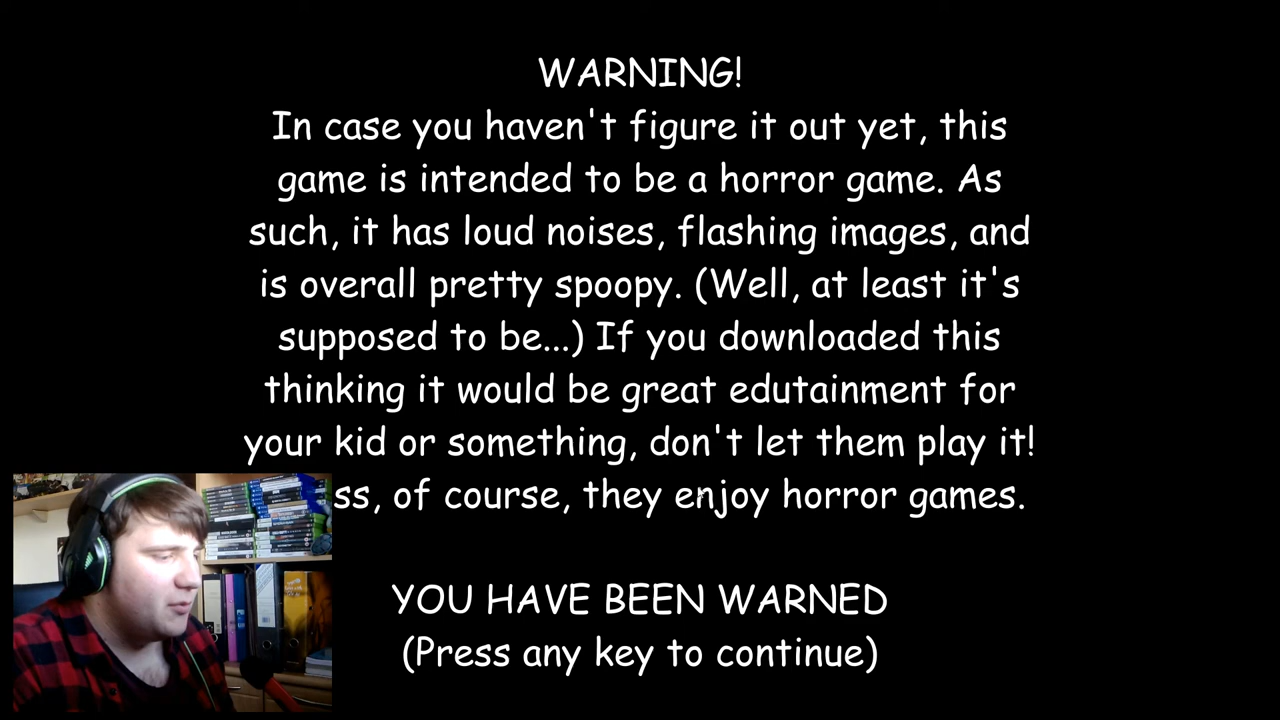 WARNING!
In case you haven't figure it out yet, this
game is intended to be a horror game. As
such, it has loud noises, flashing images, and
is overall pretty spoopy. (Well, at least it's
supposed to be...) If you downloaded this
thinking it would be great edutainment for
your kid or something, don't let them play it!
ss, of course, they enjoy horror games.
YOU HAVE BEEN WARNED
(Press any key to continue)